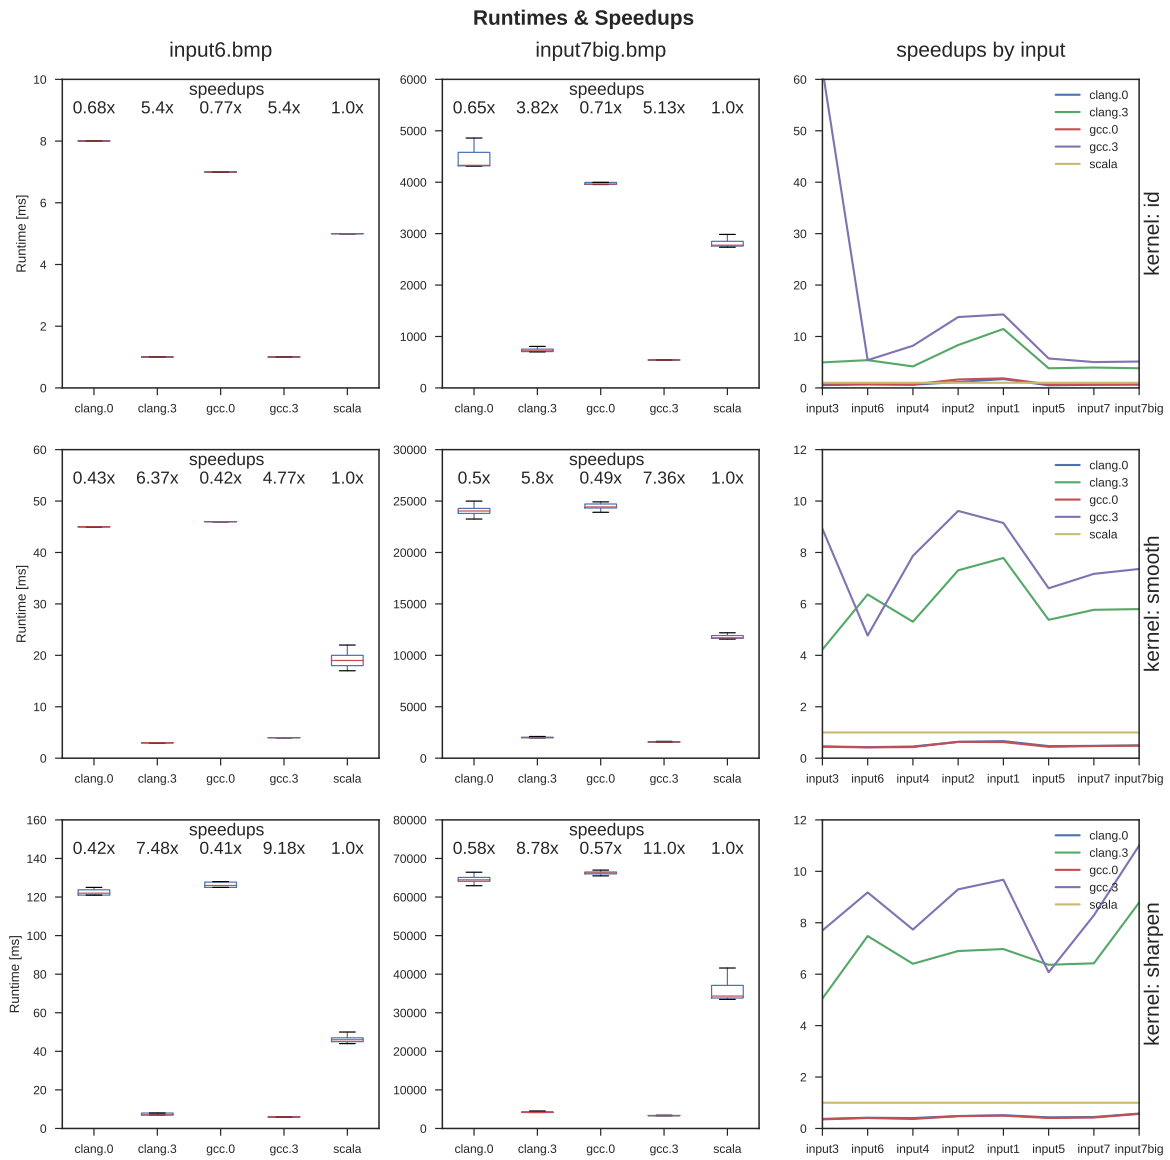 Runtimes & Speedups
input6.bmp
input7big.bmp
speedups by input
Runtime [ms]
10
8
6
4
2
0
speedups
0.68x 5.4x 0.77x 5.4x 1.0x
clang.0 clang.3 gcc.0 gcc.3 scala
6000
5000
4000
3000
2000
1000
0
speedups
0.65x 3.82x 0.71x 5.13x 1.0x
clang.0 clang.3 gcc.0 gcc.3 scala
60
50
40
30
20
10
0
clang.0
clang.3
gcc.0
gcc.3
scala
input3 input6 input4 input2 input1 input5 input7 input7big
kernel: id
Runtime [ms]
60
50
40
30
20
10
0
speedups
0.43x 6.37x 0.42x 4.77x 1.0x
clang.0 clang.3 gcc.0 gcc.3 scala
30000
25000
20000
15000
10000
5000
0
speedups
0.5x 5.8x 0.49x 7.36x 1.0x
clang.0 clang.3 gcc.0 gcc.3 scala
12
10
8
6
4
2
0
clang.0
clang.3
gcc.0
gcc.3
scala
input3 input6 input4 input2 input1 input5 input7 input7big
kernel: smooth
Runtime [ms]
160
140
120
100
80
60
40
20
0
speedups
0.42x 7.48x 0.41x 9.18x 1.0x
clang.0 clang.3 gcc.0 gcc.3 scala
80000
70000
60000
50000
40000
30000
20000
10000
0
speedups
0.58x 8.78x 0.57x 11.0x 1.0x
clang.0 clang.3 gcc.0 gcc.3 scala
12
10
8
6
4
2
0
clang.0
clang.3
gcc.0
gcc.3
scala
input3 input6 input4 input2 input1 input5 input7 input7big
kernel: sharpen